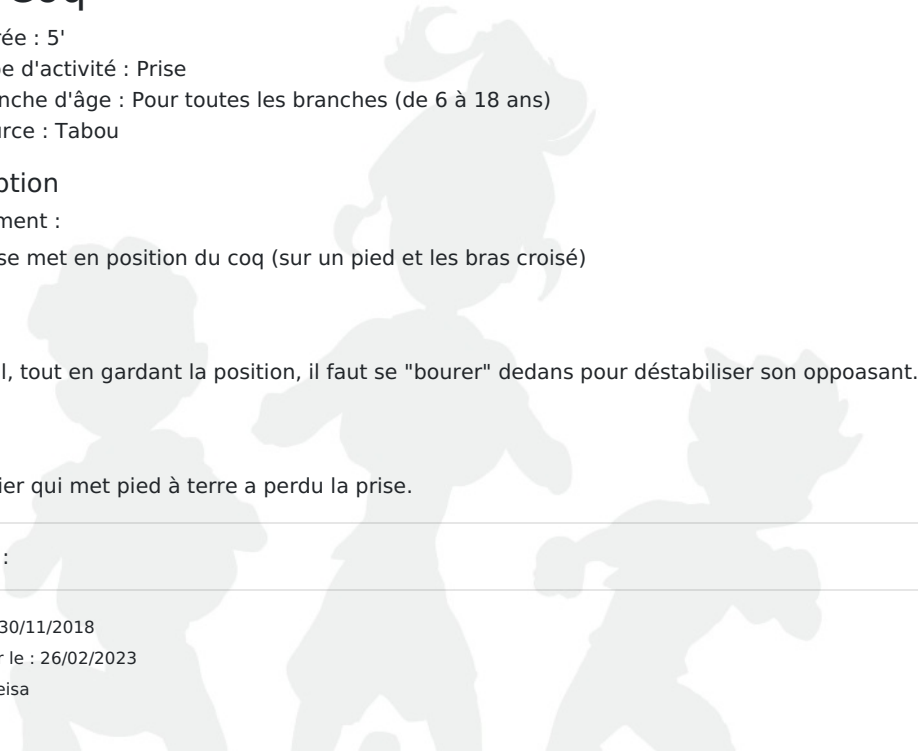 Coq
rée : 5'
e d'activité : Prise
nche d'âge : Pour toutes les branches (de 6 à 18 ans)
urce : Tabou
ption
ment :
se met en position du coq (sur un pied et les bras croisé)
l, tout en gardant la position, il faut se "bourer" dedans pour déstabiliser son oppoasant.
ier qui met pied à terre a perdu la prise.
:
30/11/2018
r le : 26/02/2023
eisa